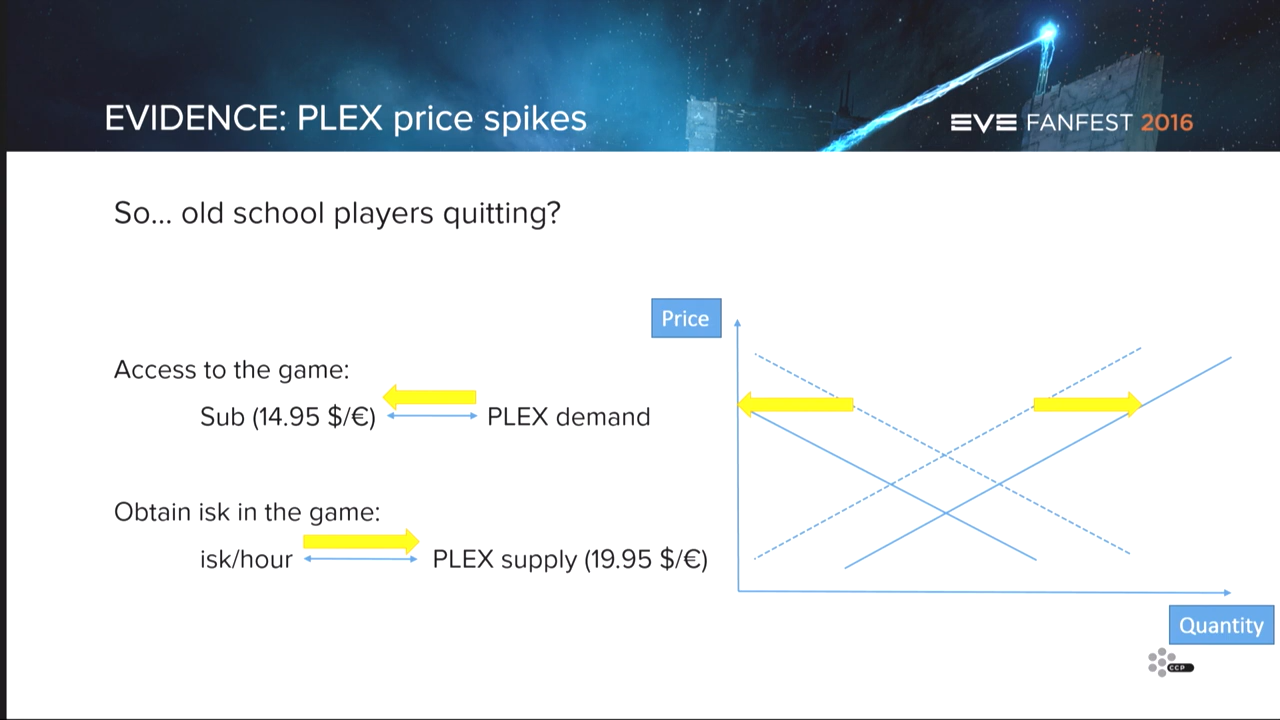 EVIDENCE: PLEX price spikes
EVE FANFEST 2016
So... old school players quitting?
Price
Access to the game:
Sub (14.95 $/€)
PLEX demand
Obtain isk in the game:
isk/hour
PLEX supply (19.95 $/€)
Quantity
CCP